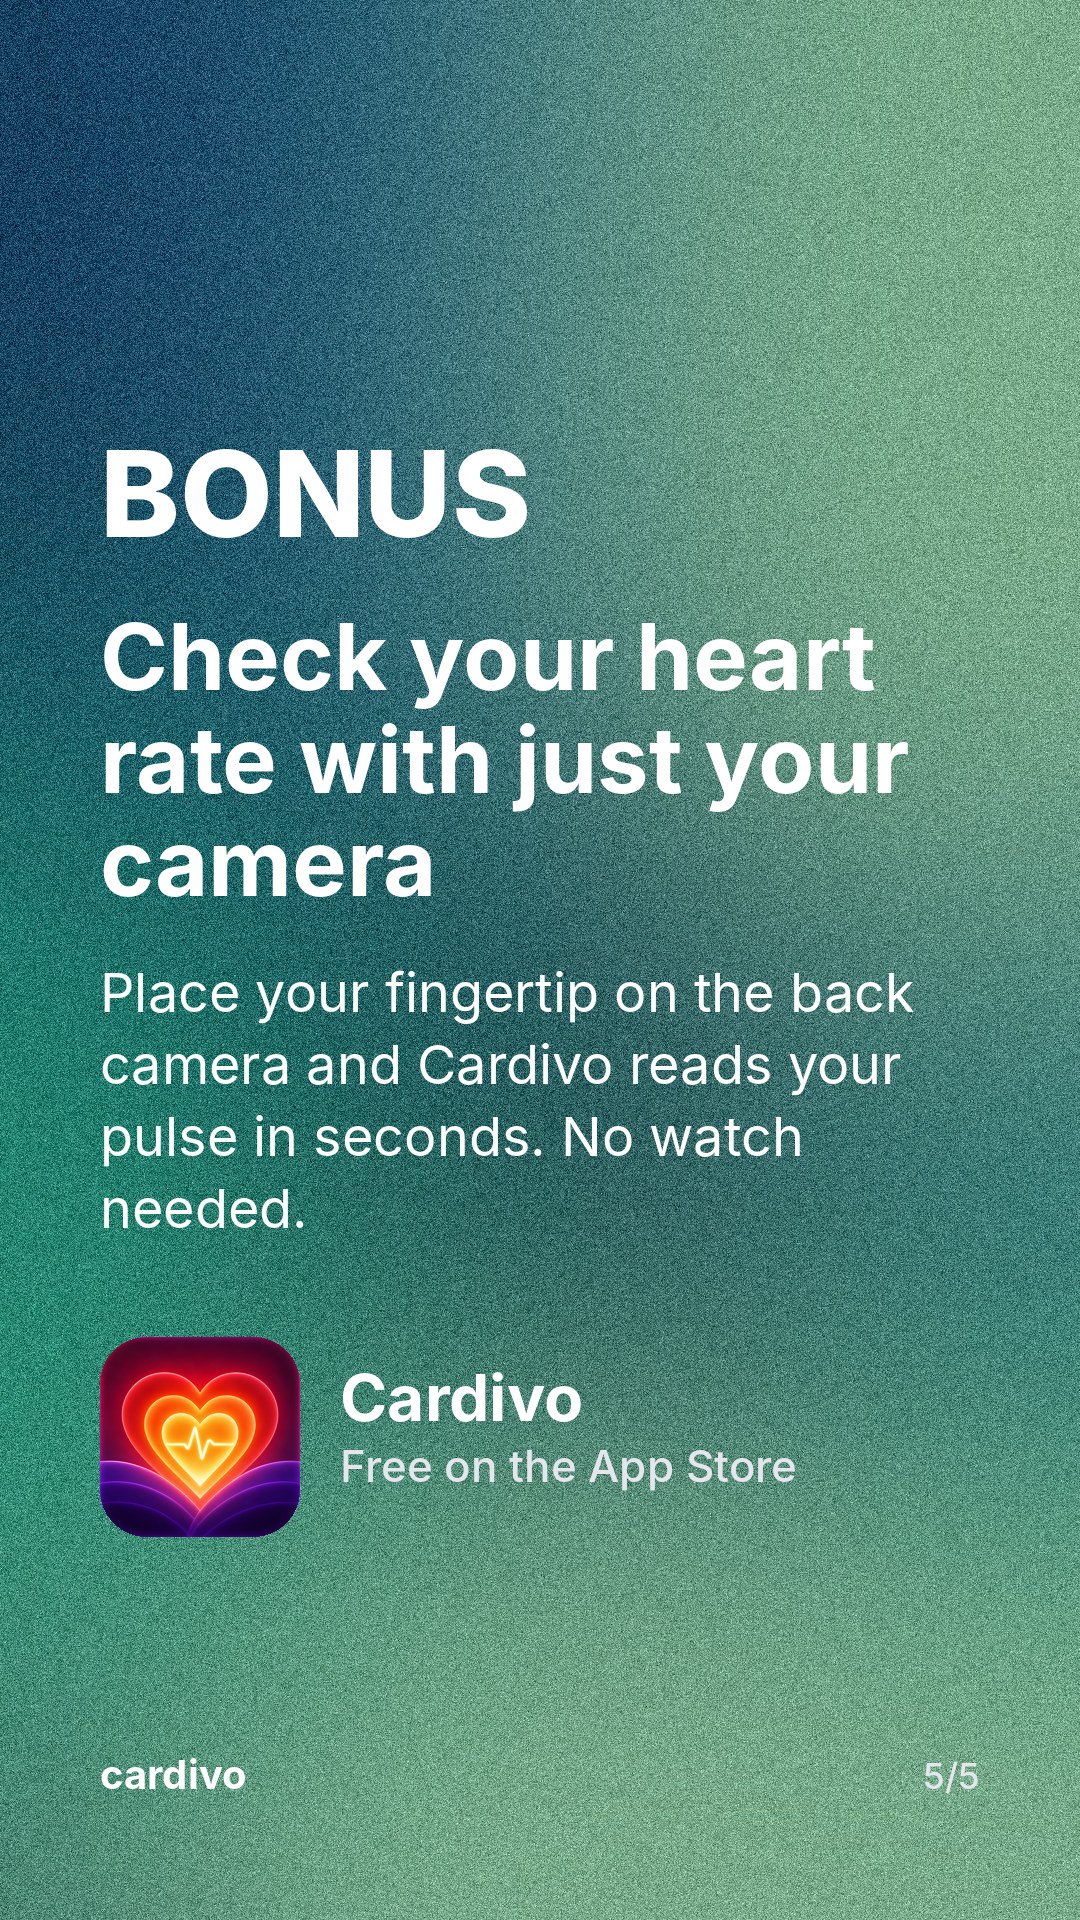 BONUS
Check your heart
rate with just your
camera
Place your fingertip on the back
camera and Cardivo reads your
pulse in seconds. No watch
needed.
Cardivo
Free on the App Store
cardivo
5/5